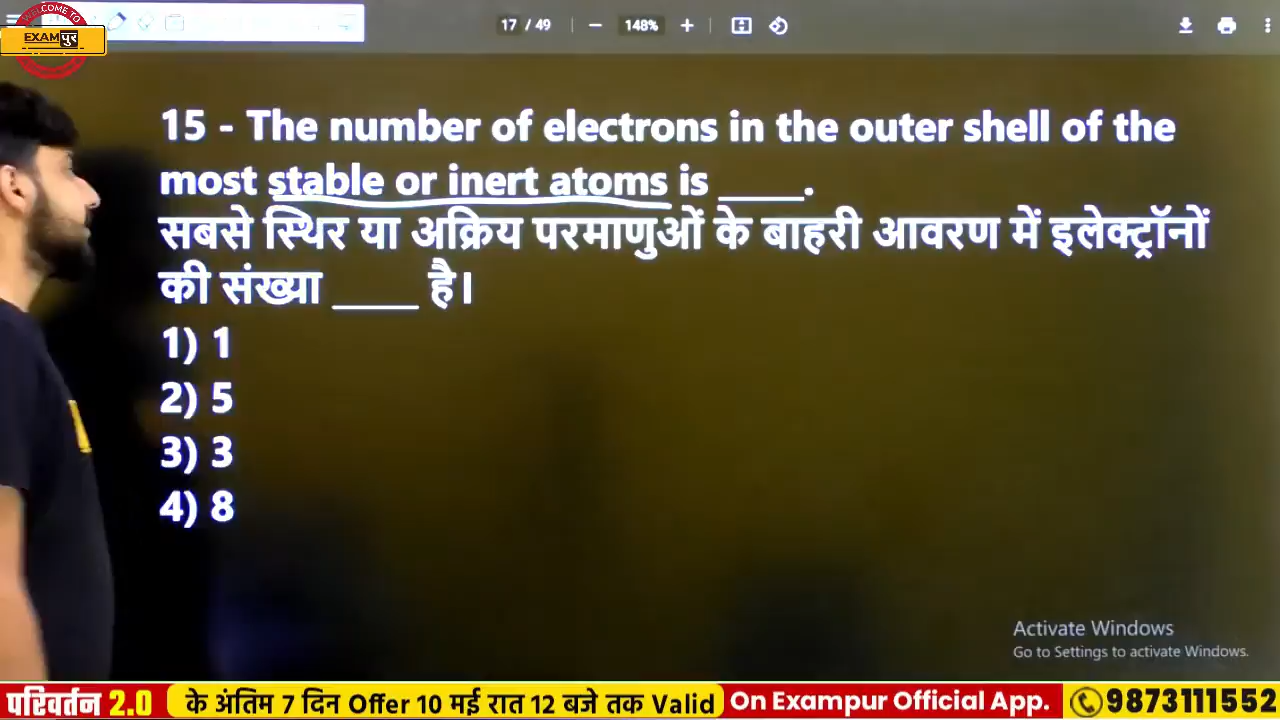 WELCOME TO
EXAMपुर
17 / 49
148%
15 - The number of electrons in the outer shell of the
most stable or inert atoms is ____.
सबसे स्थिर या अक्रिय परमाणुओं के बाहरी आवरण में इलेक्ट्रॉनों
की संख्या ____ है।
1) 1
2) 5
3) 3
4) 8
Activate Windows
Go to Settings to activate Windows.
परिवर्तन 2.0 के अंतिम 7 दिन Offer 10 मई रात 12 बजे तक Valid On Exampur Official App. 9873111552